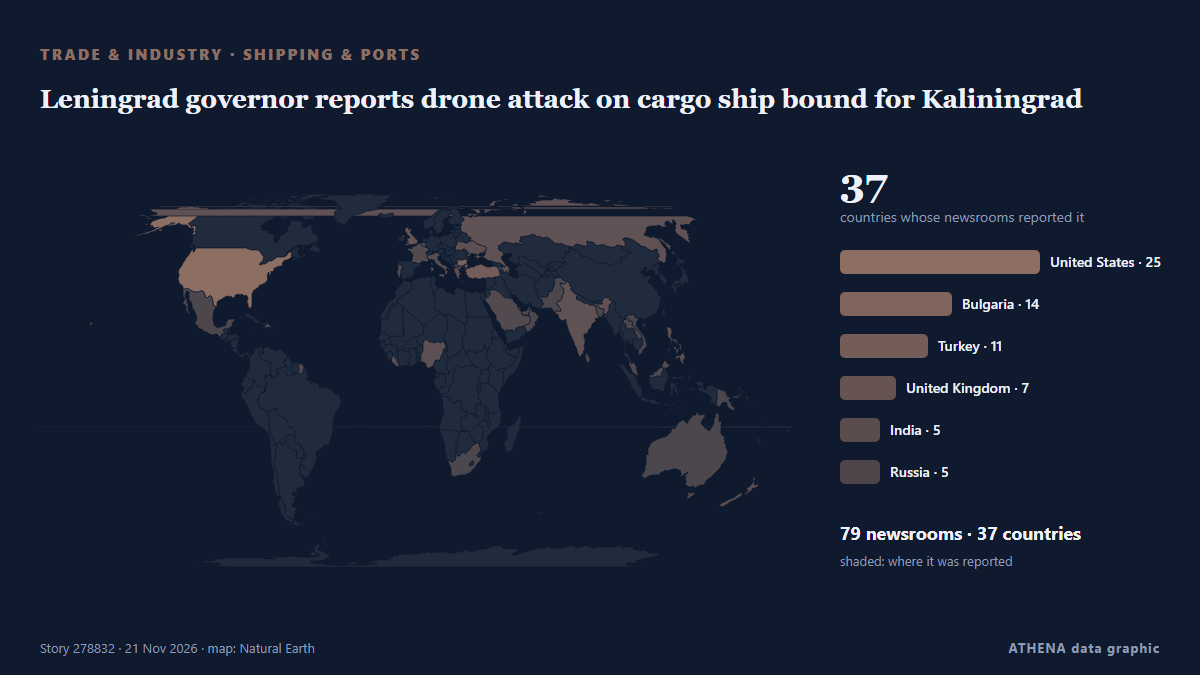 TRADE & INDUSTRY · SHIPPING & PORTS
Leningrad governor reports drone attack on cargo ship bound for Kaliningrad
37
countries whose newsrooms reported it
United States · 25
Bulgaria · 14
Turkey · 11
United Kingdom · 7
India · 5
Russia · 5
79 newsrooms · 37 countries
shaded: where it was reported
Story 278832 · 21 Nov 2026 · map: Natural Earth
ATHENA data graphic